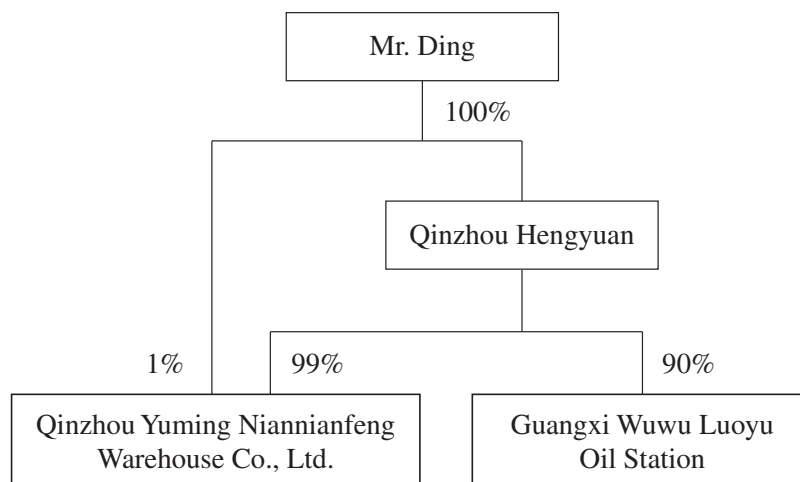 Mr. Ding
100%
Qinzhou Hengyuan
1%
99%
90%
Qinzhou Yuming Niannianfeng
Warehouse Co., Ltd.
Guangxi Wuwu Luoyu
Oil Station